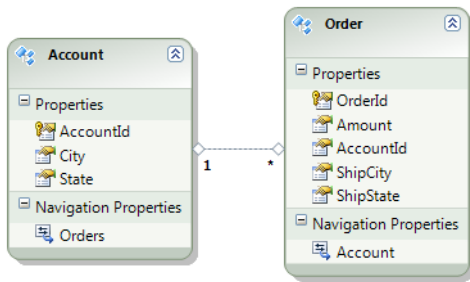 Account
Properties
AccountId
City
State
Navigation Properties
Orders
1
*
Order
Properties
OrderId
Amount
AccountId
ShipCity
ShipState
Navigation Properties
Account